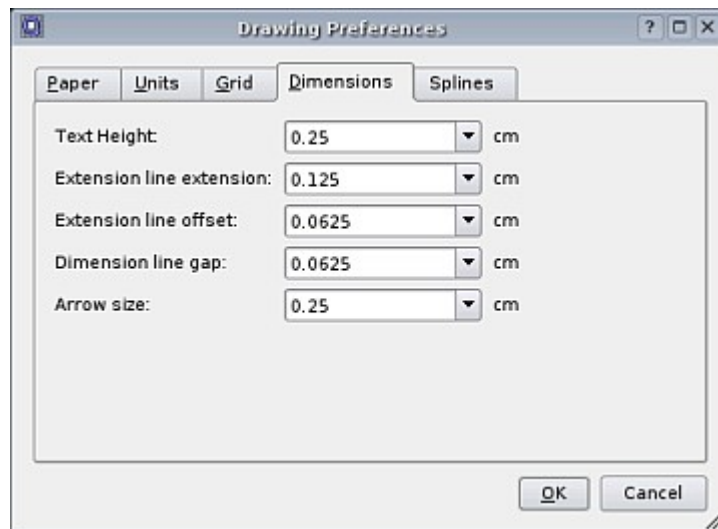 Drawing Preferences
Paper Units Grid Dimensions Splines
Text Height: 0.25 cm
Extension line extension: 0.125 cm
Extension line offset: 0.0625 cm
Dimension line gap: 0.0625 cm
Arrow size: 0.25 cm
OK Cancel